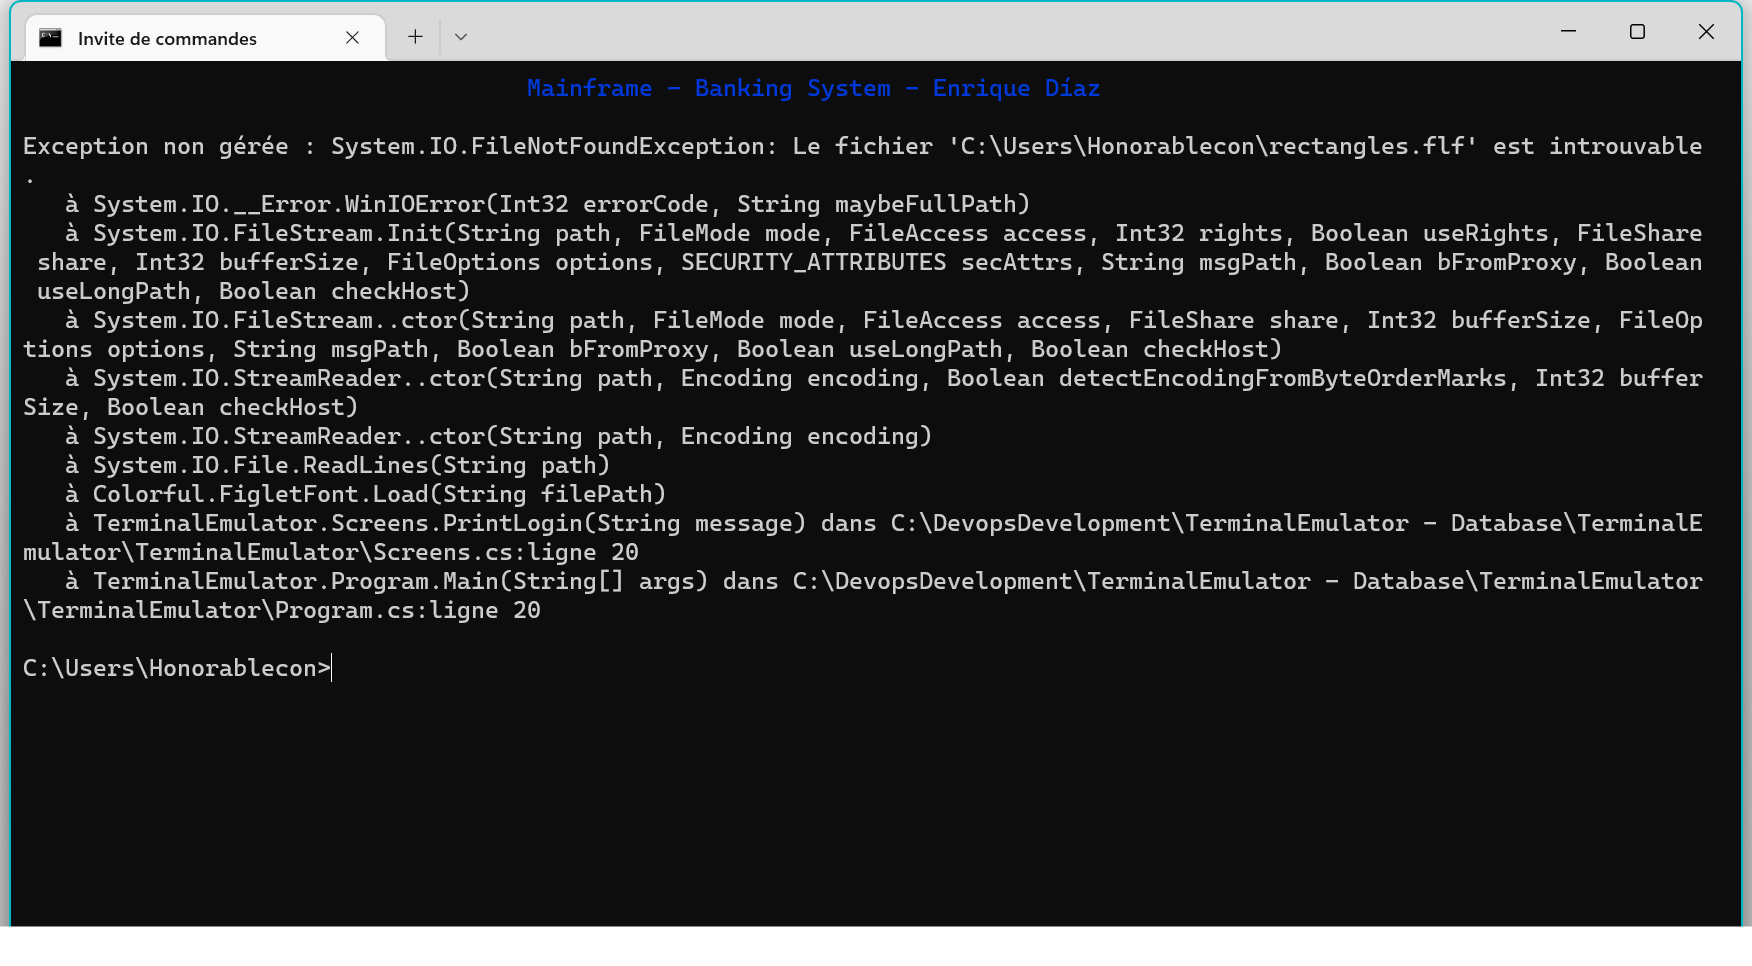 Invite de commandes
Mainframe - Banking System - Enrique Díaz
Exception non gérée : System.IO.FileNotFoundException: Le fichier 'C:\Users\Honorablecon\rectangles.flf' est introuvable
.
   à System.IO.__Error.WinIOError(Int32 errorCode, String maybeFullPath)
   à System.IO.FileStream.Init(String path, FileMode mode, FileAccess access, Int32 rights, Boolean useRights, FileShare
 share, Int32 bufferSize, FileOptions options, SECURITY_ATTRIBUTES secAttrs, String msgPath, Boolean bFromProxy, Boolean
 useLongPath, Boolean checkHost)
   à System.IO.FileStream..ctor(String path, FileMode mode, FileAccess access, FileShare share, Int32 bufferSize, FileOp
tions options, String msgPath, Boolean bFromProxy, Boolean useLongPath, Boolean checkHost)
   à System.IO.StreamReader..ctor(String path, Encoding encoding, Boolean detectEncodingFromByteOrderMarks, Int32 buffer
Size, Boolean checkHost)
   à System.IO.StreamReader..ctor(String path, Encoding encoding)
   à System.IO.File.ReadLines(String path)
   à Colorful.FigletFont.Load(String filePath)
   à TerminalEmulator.Screens.PrintLogin(String message) dans C:\DevopsDevelopment\TerminalEmulator - Database\TerminalE
mulator\TerminalEmulator\Screens.cs:ligne 20
   à TerminalEmulator.Program.Main(String[] args) dans C:\DevopsDevelopment\TerminalEmulator - Database\TerminalEmulator
\TerminalEmulator\Program.cs:ligne 20
C:\Users\Honorablecon>